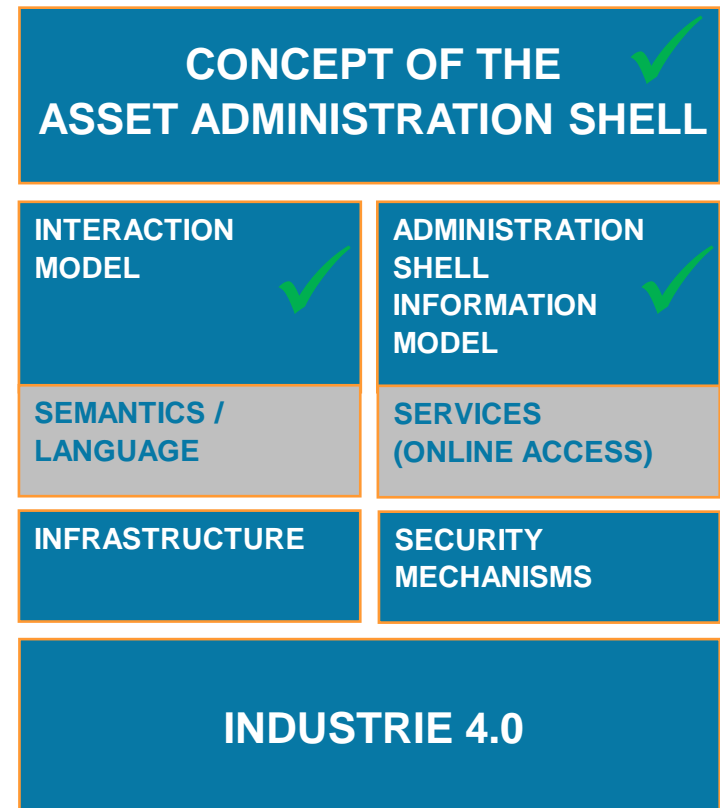 CONCEPT OF THE
ASSET ADMINISTRATION SHELL
INTERACTION
MODEL
ADMINISTRATION
SHELL
INFORMATION
MODEL
SEMANTICS /
LANGUAGE
SERVICES
(ONLINE ACCESS)
INFRASTRUCTURE
SECURITY
MECHANISMS
INDUSTRIE 4.0